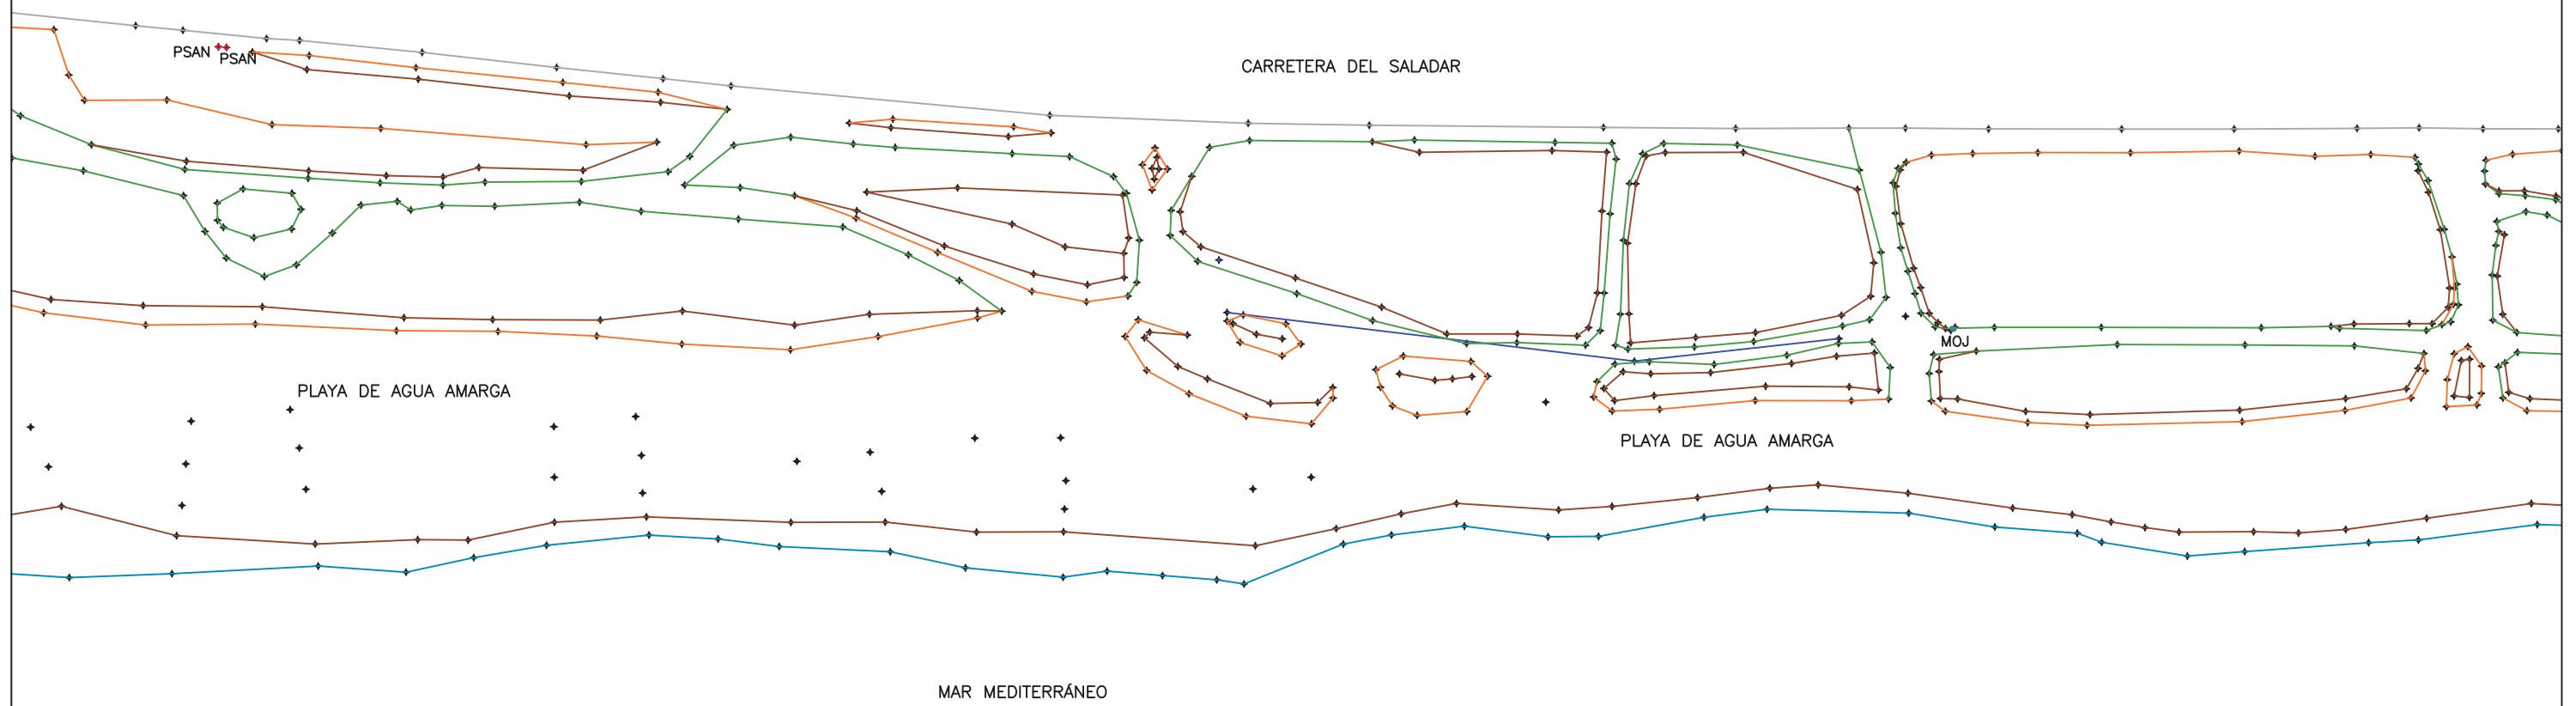 PSAN
PSAN
CARRETERA DEL SALADAR
MOJ
PLAYA DE AGUA AMARGA
PLAYA DE AGUA AMARGA
MAR MEDITERRÁNEO